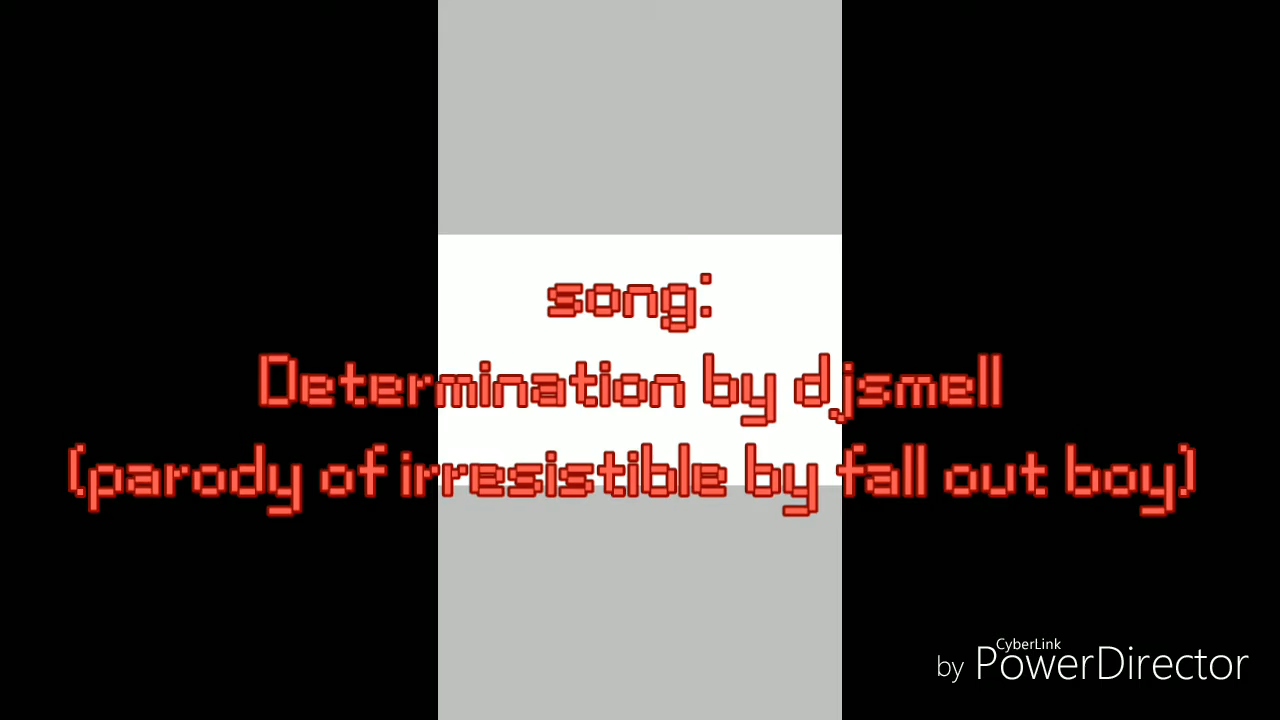 song:
Determination by djsmell
(parody of irresistible by fall out boy)
CyberLink
by PowerDirector